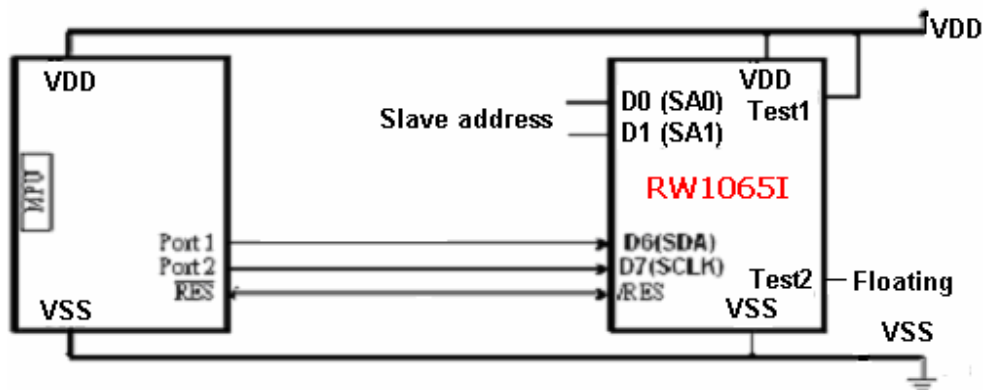 VDD
VDD
VDD
D0 (SA0)
Test1
Slave address
D1 (SA1)
RW1065I
MPU
Port 1
D6(SDA)
Port 2
D7(SCLK)
RES
/RES
Test2
Floating
VSS
VSS
VSS